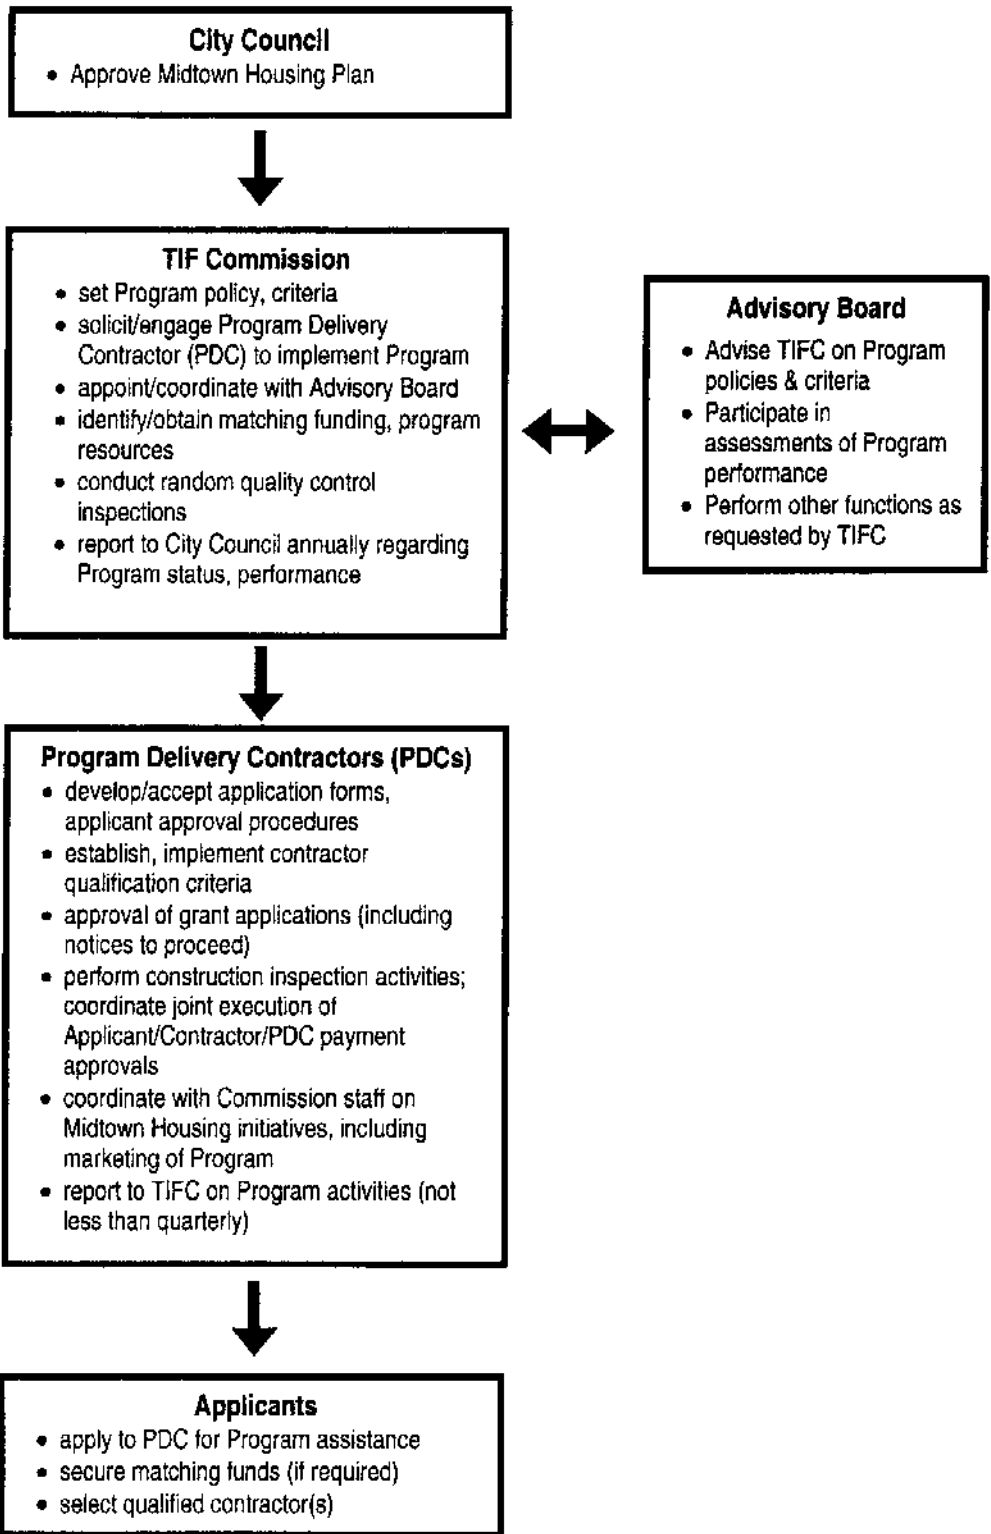 City Council
• Approve Midtown Housing Plan
TIF Commission
• set Program policy, criteria
• solicit/engage Program Delivery
Contractor (PDC) to implement Program
• appoint/coordinate with Advisory Board
• identify/obtain matching funding, program
resources
• conduct random quality control
inspections
• report to City Council annually regarding
Program status, performance
Advisory Board
• Advise TIFC on Program
policies & criteria
• Participate in
assessments of Program
performance
• Perform other functions as
requested by TIFC
Program Delivery Contractors (PDCs)
• develop/accept application forms,
applicant approval procedures
• establish, implement contractor
qualification criteria
• approval of grant applications (including
notices to proceed)
• perform construction inspection activities;
coordinate joint execution of
Applicant/Contractor/PDC payment
approvals
• coordinate with Commission staff on
Midtown Housing initiatives, including
marketing of Program
• report to TIFC on Program activities (not
less than quarterly)
Applicants
• apply to PDC for Program assistance
• secure matching funds (if required)
• select qualified contractor(s)